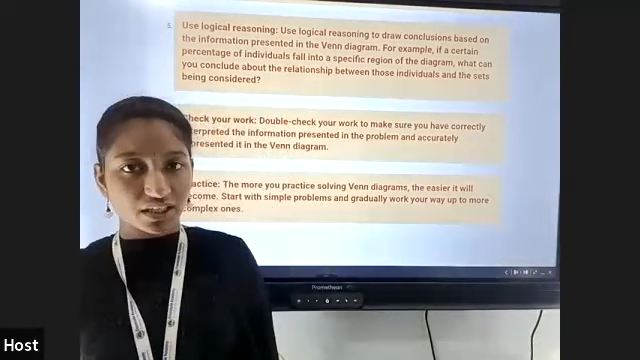 5. Use logical reasoning: Use logical reasoning to draw conclusions based on
the information presented in the Venn diagram. For example, if a certain
percentage of individuals fall into a specific region of the diagram, what can
you conclude about the relationship between those individuals and the sets
being considered?
Check your work: Double-check your work to make sure you have correctly
terpreted the information presented in the problem and accurately
presented it in the Venn diagram.
ractice: The more you practice solving Venn diagrams, the easier it will
ecome. Start with simple problems and gradually work your way up to more
omplex ones.
Promethean
Host